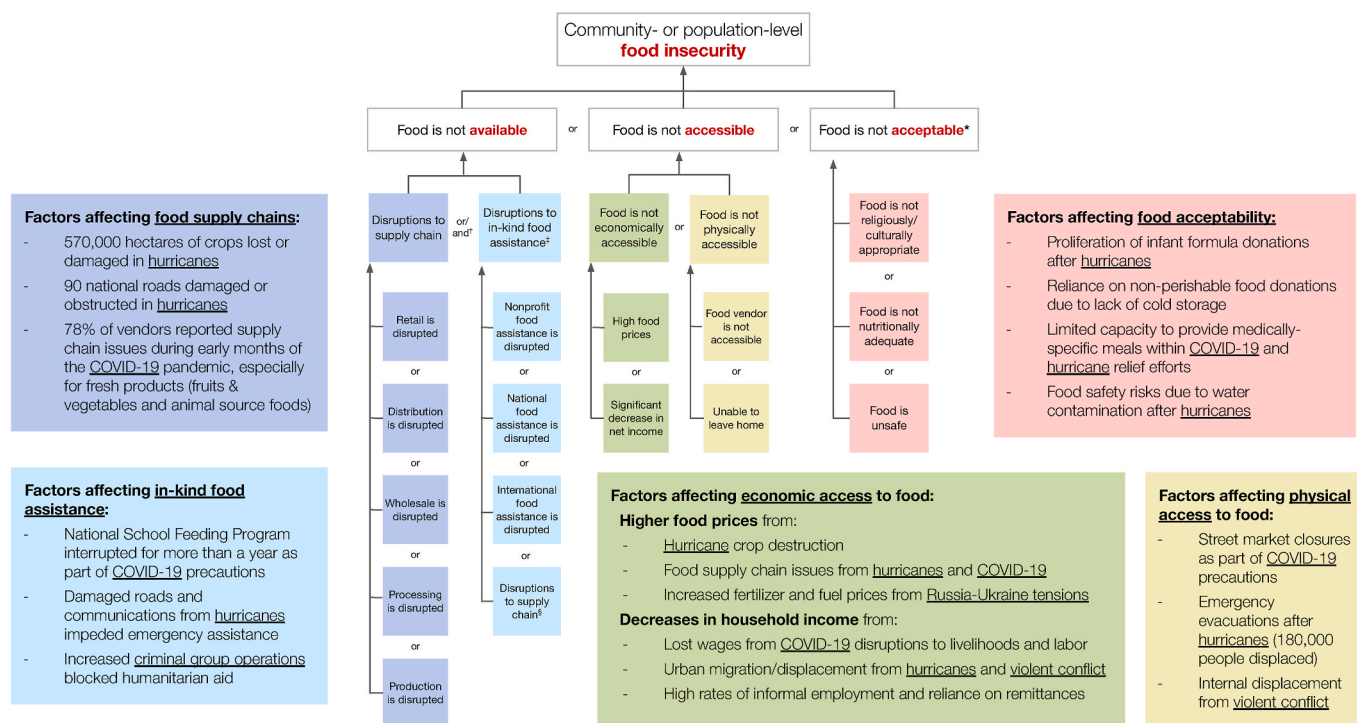 Community- or population-level
food insecurity
Food is not available
or
Food is not accessible
or
Food is not acceptable*
Disruptions to
supply chain
or/
and†
Disruptions to
in-kind food
assistance‡
Food is not
economically
accessible
or
Food is not
physically
accessible
Food is not
religiously/
culturally
appropriate
or
Food is not
nutritionally
adequate
or
Food is
unsafe
Retail is
disrupted
or
Distribution
is disrupted
or
Wholesale is
disrupted
or
Processing
is disrupted
or
Production
is disrupted
Nonprofit
food
assistance is
disrupted
or
National
food
assistance is
disrupted
or
International
food
assistance is
disrupted
or
Disruptions
to supply
chain§
High food
prices
or
Significant
decrease in
net income
Food vendor
is not
accessible
or
Unable to
leave home
Factors affecting food supply chains:
- 570,000 hectares of crops lost or
damaged in hurricanes
- 90 national roads damaged or
obstructed in hurricanes
- 78% of vendors reported supply
chain issues during early months of
the COVID-19 pandemic, especially
for fresh products (fruits &
vegetables and animal source foods)
Factors affecting in-kind food
assistance:
- National School Feeding Program
interrupted for more than a year as
part of COVID-19 precautions
- Damaged roads and
communications from hurricanes
impeded emergency assistance
- Increased criminal group operations
blocked humanitarian aid
Factors affecting economic access to food:
Higher food prices from:
- Hurricane crop destruction
- Food supply chain issues from hurricanes and COVID-19
- Increased fertilizer and fuel prices from Russia-Ukraine tensions
Decreases in household income from:
- Lost wages from COVID-19 disruptions to livelihoods and labor
- Urban migration/displacement from hurricanes and violent conflict
- High rates of informal employment and reliance on remittances
Factors affecting food acceptability:
- Proliferation of infant formula donations
after hurricanes
- Reliance on non-perishable food donations
due to lack of cold storage
- Limited capacity to provide medically-
specific meals within COVID-19 and
hurricane relief efforts
- Food safety risks due to water
contamination after hurricanes
Factors affecting physical
access to food:
- Street market closures
as part of COVID-19
precautions
- Emergency
evacuations after
hurricanes (180,000
people displaced)
- Internal displacement
from violent conflict